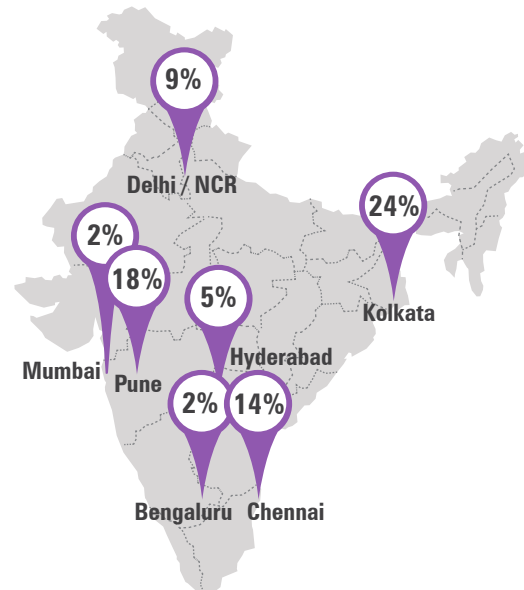 9%
Delhi / NCR
24%
Kolkata
2%
Mumbai
18%
Pune
5%
Hyderabad
2%
Bengaluru
14%
Chennai